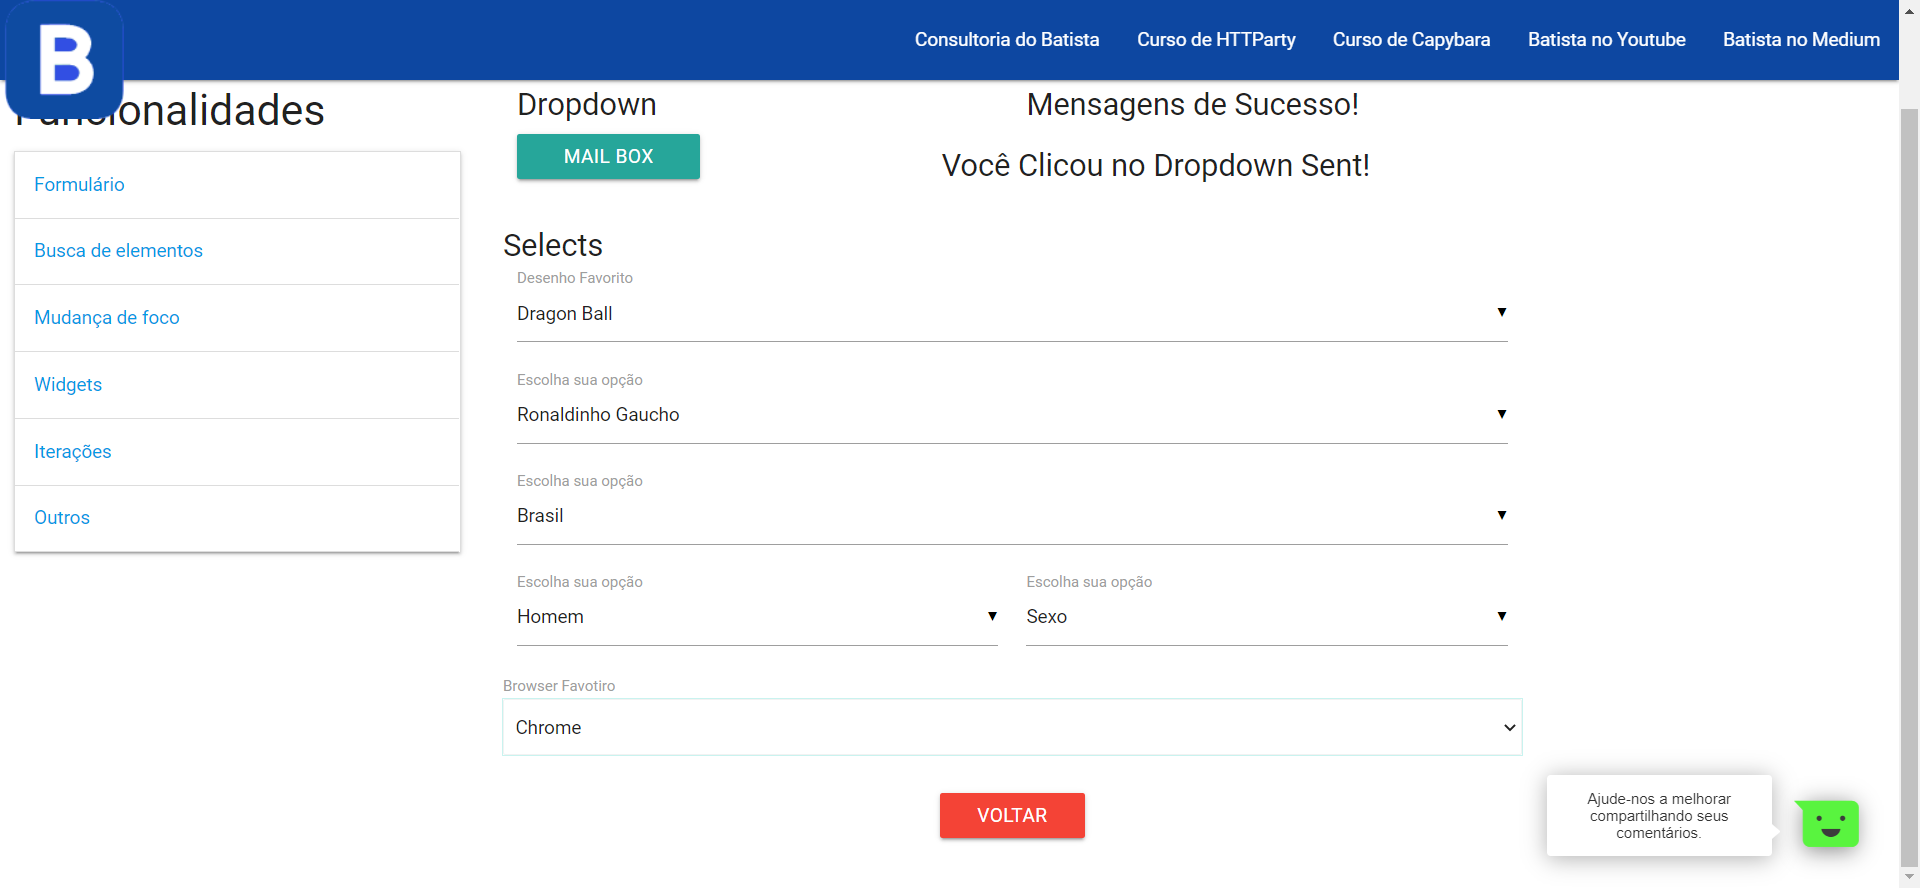 B
Consultoria do Batista
Curso de HTTParty
Curso de Capybara
Batista no Youtube
Batista no Medium
Funcionalidades
Formulário
Busca de elementos
Mudança de foco
Widgets
Iterações
Outros
Dropdown
MAIL BOX
Mensagens de Sucesso!
Você Clicou no Dropdown Sent!
Selects
Desenho Favorito
Dragon Ball
Escolha sua opção
Ronaldinho Gaucho
Escolha sua opção
Brasil
Escolha sua opção
Homem
Escolha sua opção
Sexo
Browser Favotiro
Chrome
VOLTAR
Ajude-nos a melhorar
compartilhando seus
comentários.